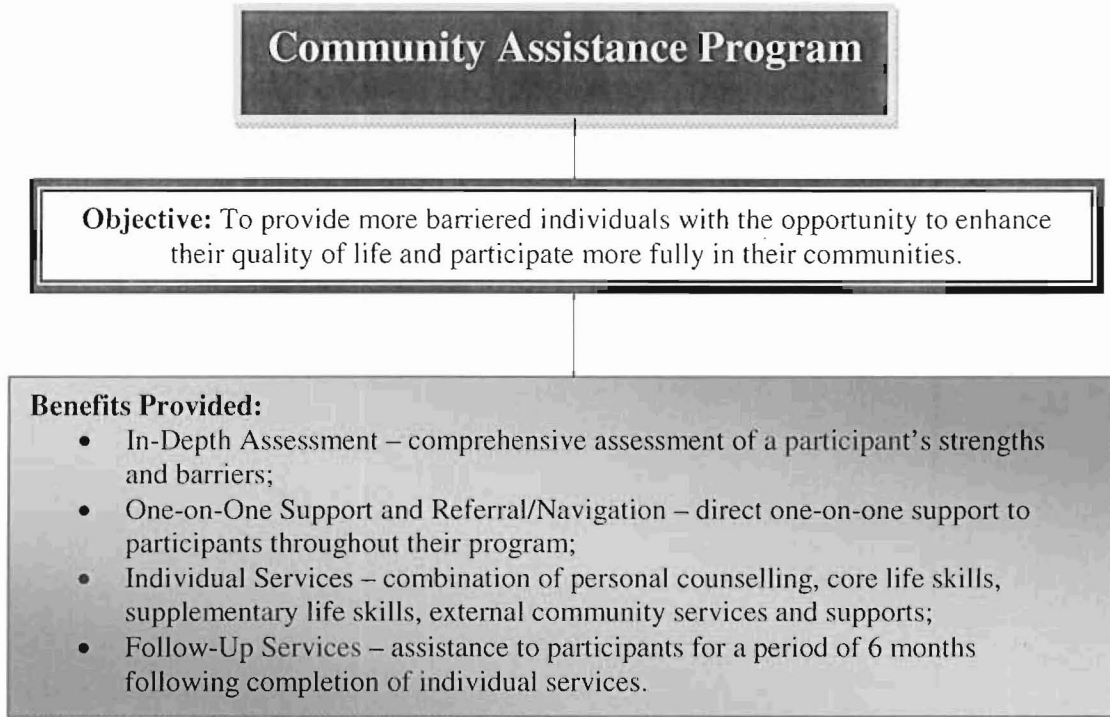 Community Assistance Program
Objective: To provide more barriered individuals with the opportunity to enhance
their quality of life and participate more fully in their communities.
Benefits Provided:
• In-Depth Assessment – comprehensive assessment of a participant's strengths
and barriers;
• One-on-One Support and Referral/Navigation – direct one-on-one support to
participants throughout their program;
• Individual Services – combination of personal counselling, core life skills,
supplementary life skills, external community services and supports;
• Follow-Up Services – assistance to participants for a period of 6 months
following completion of individual services.